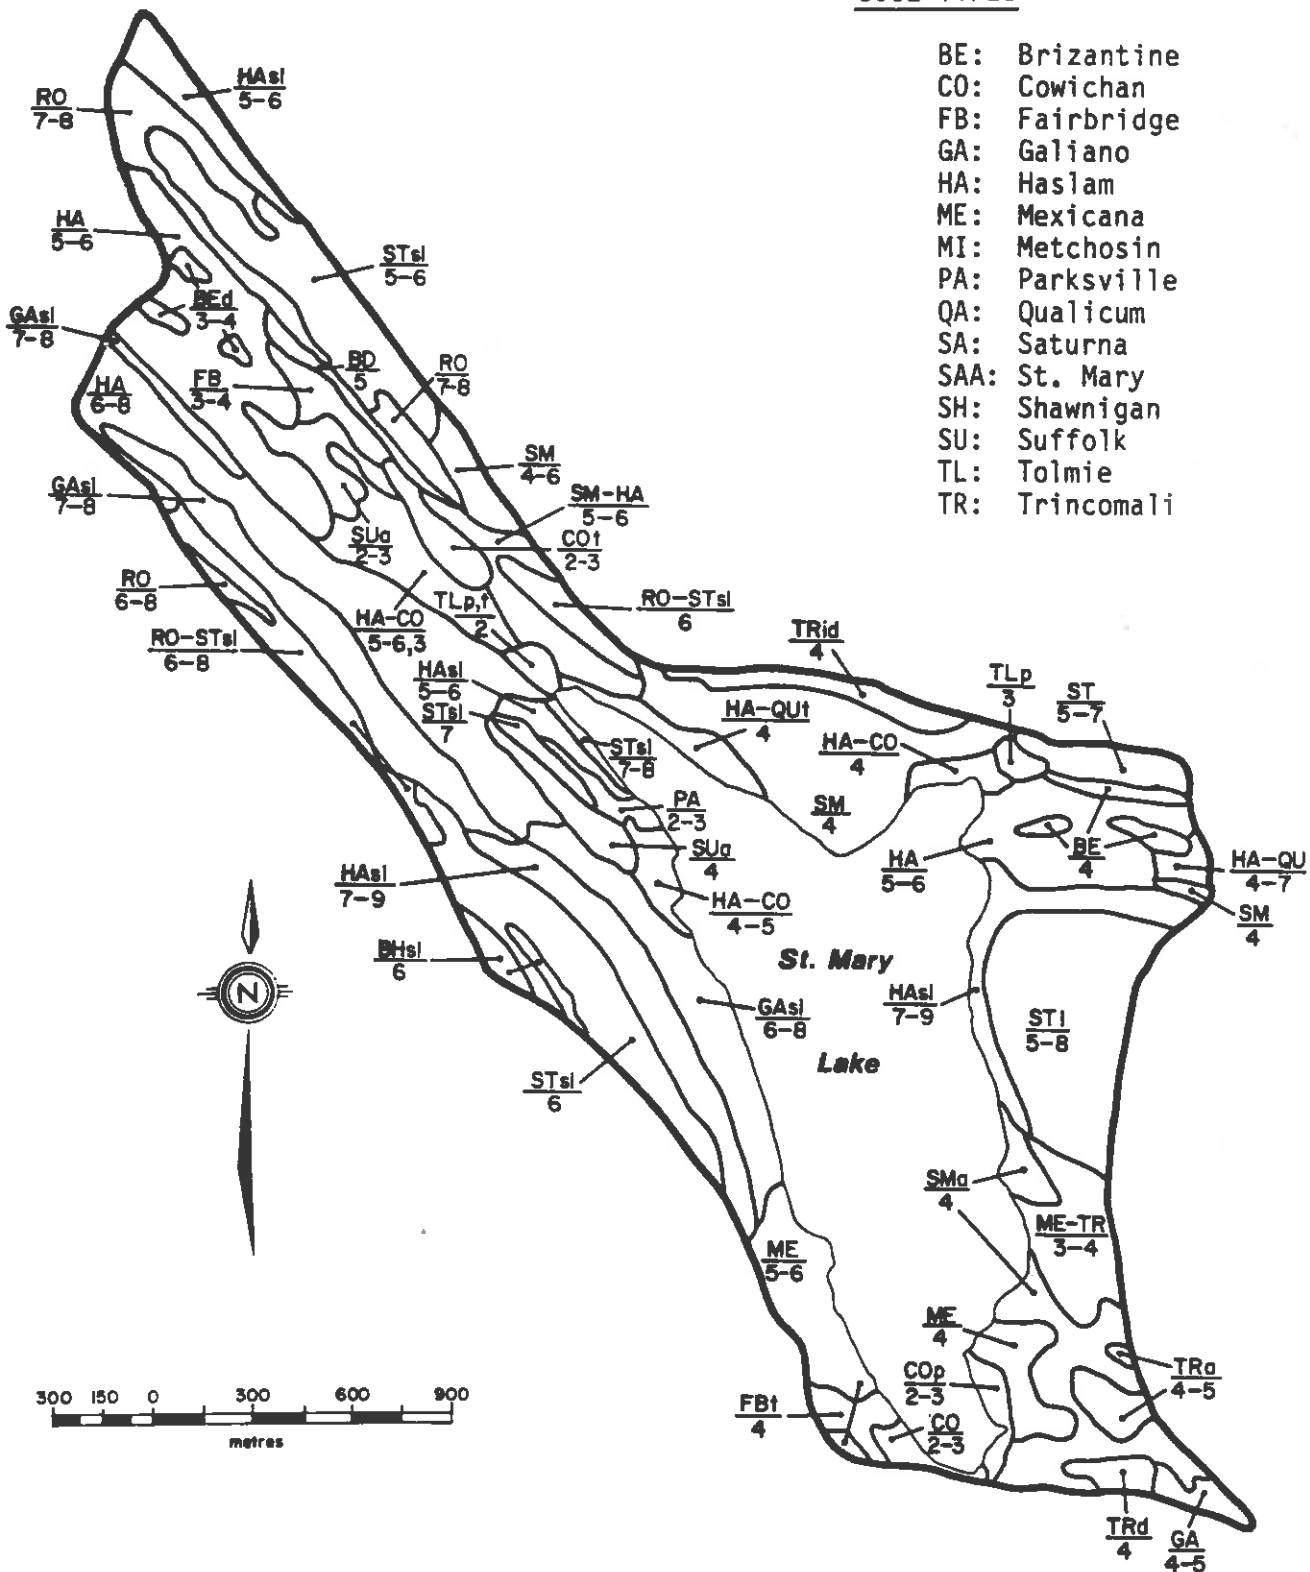 BE: Brizantine
CO: Cowichan
FB: Fairbridge
GA: Galiano
HA: Haslam
ME: Mexicana
MI: Metchosin
PA: Parksville
QA: Qualicum
SA: Saturna
SAA: St. Mary
SH: Shawnigan
SU: Suffolk
TL: Tolmie
TR: Trincomali
HAsl
5-6
RO
7-8
HA
5-6
STsl
5-6
BEd
3-4
GAsl
7-8
BD
5
RO
7-8
FB
3-4
HA
6-8
SM
4-6
GAsl
7-8
SM-HA
5-6
SUa
2-3
COt
2-3
RO
6-8
TLp,t
2
RO-STsl
6
HA-CO
5-6,3
RO-STsl
6-8
TRid
4
HAsl
5-6
TLp
3
ST
5-7
STsl
7
HA-QUt
4
STsl
7-8
HA-CO
4
PA
2-3
SM
4
SUa
4
HA
5-6
BE
4
HA-QU
4-7
HAsl
7-9
HA-CO
4-5
SM
4
BHsl
6
St. Mary
Lake
N
GAsl
6-8
HAsl
7-9
STl
5-8
STsl
6
SMa
4
ME-TR
3-4
ME
5-6
ME
4
TRa
4-5
COp
2-3
FBt
4
CO
2-3
300 150 0 300 600 900
metres
TRd
4
GA
4-5